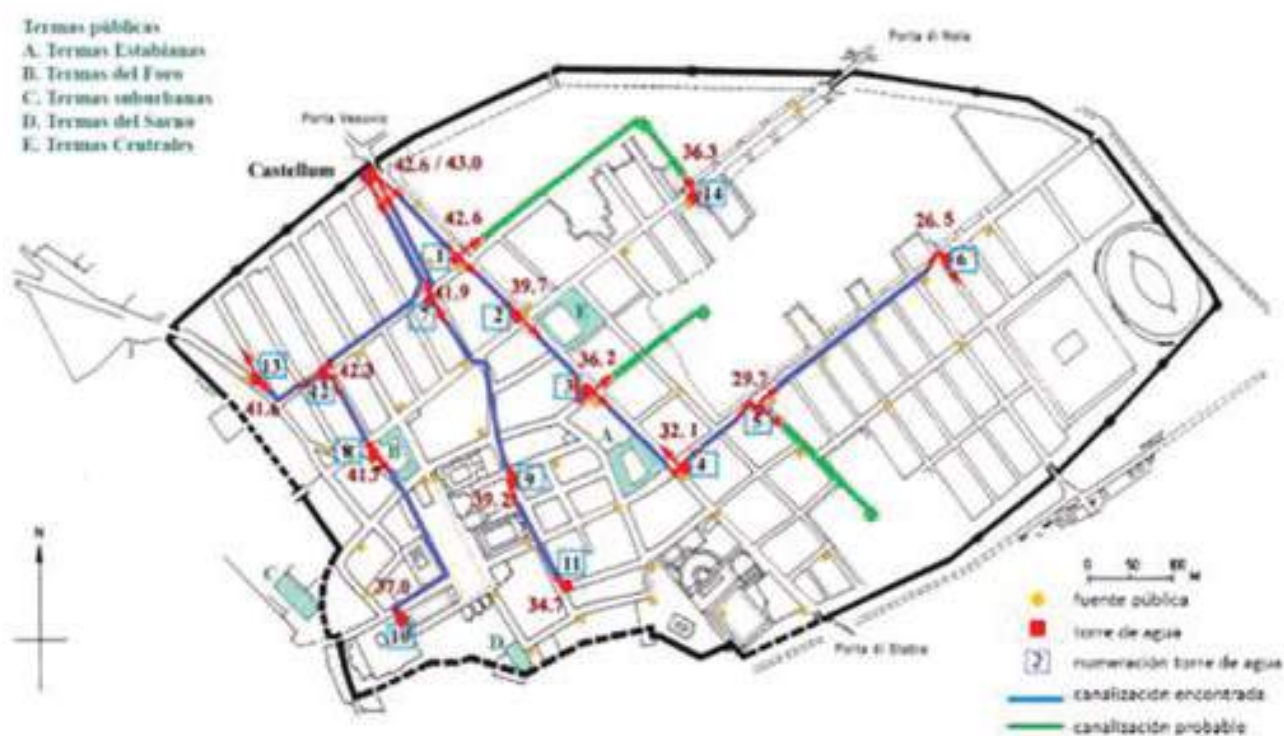 Termas públicas
A. Termas Estabianas
B. Termas del Foro
C. Termas suburbanas
D. Termas del Sarno
E. Termas Centrales
Porta di Nola
Porta Vesuvio
Castellum
42.6 / 43.0
36.3
14
42.6
1
26.5
6
39.7
2
E
41.9
7
36.2
3
13
42.3
12
41.6
29.7
5
A
32.1
4
8
B
41.7
9
39.2
11
34.7
C
37.0
10
D
Porta di Stabia
N
0 50 100
M
fuente pública
torre de agua
2 numeración torre de agua
canalización encontrada
canalización probable